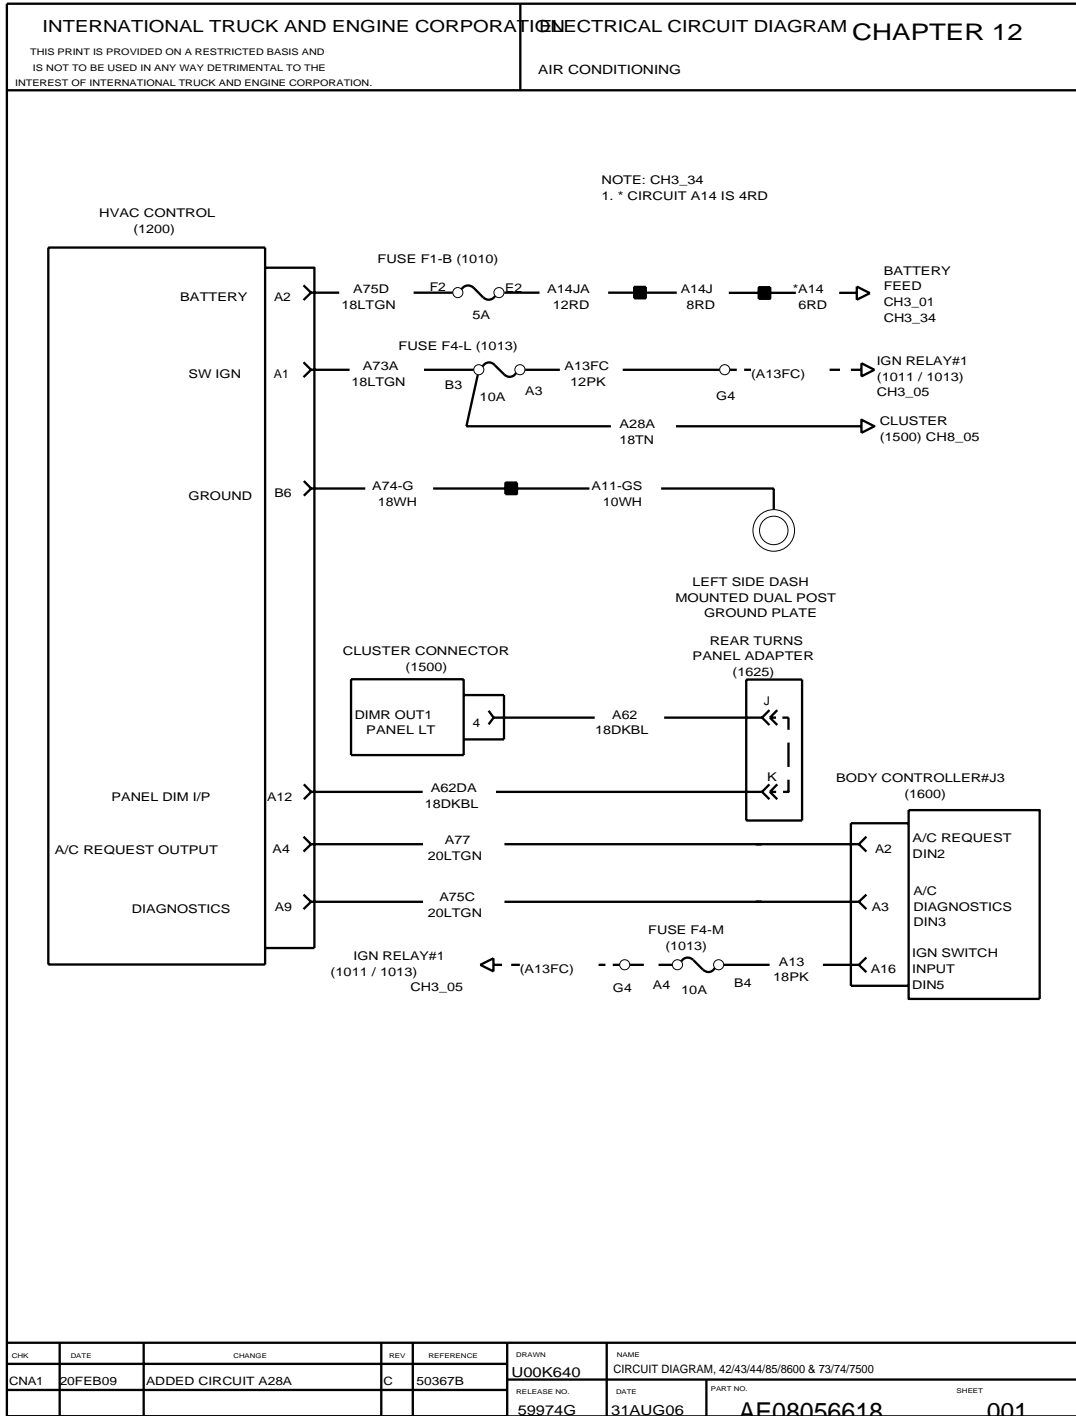 INTERNATIONAL TRUCK AND ENGINE CORPORATION
ELECTRICAL CIRCUIT DIAGRAM
CHAPTER 12
THIS PRINT IS PROVIDED ON A RESTRICTED BASIS AND
IS NOT TO BE USED IN ANY WAY DETRIMENTAL TO THE
INTEREST OF INTERNATIONAL TRUCK AND ENGINE CORPORATION.
AIR CONDITIONING
NOTE: CH3_34
1. * CIRCUIT A14 IS 4RD
HVAC CONTROL
(1200)
FUSE F1-B (1010)
BATTERY
A2
A75D
18LTGN
F2
E2
5A
A14JA
12RD
A14J
8RD
*A14
6RD
BATTERY
FEED
CH3_01
CH3_34
FUSE F4-L (1013)
SW IGN
A1
A73A
18LTGN
B3
10A
A3
A13FC
12PK
G4
(A13FC)
IGN RELAY#1
(1011 / 1013)
CH3_05
A28A
18TN
CLUSTER
(1500) CH8_05
GROUND
B6
A74-G
18WH
A11-GS
10WH
LEFT SIDE DASH
MOUNTED DUAL POST
GROUND PLATE
CLUSTER CONNECTOR
(1500)
REAR TURNS
PANEL ADAPTER
(1625)
DIMR OUT1
PANEL LT
4
A62
18DKBL
J
K
PANEL DIM I/P
A12
A62DA
18DKBL
BODY CONTROLLER#J3
(1600)
A/C REQUEST OUTPUT
A4
A77
20LTGN
A2
A/C REQUEST
DIN2
DIAGNOSTICS
A9
A75C
20LTGN
A3
A/C
DIAGNOSTICS
DIN3
FUSE F4-M
(1013)
IGN RELAY#1
(1011 / 1013)
CH3_05
(A13FC)
G4
A4
10A
B4
A13
18PK
A16
IGN SWITCH
INPUT
DIN5
CHK
DATE
CHANGE
REV
REFERENCE
DRAWN
NAME
CNA1
20FEB09
ADDED CIRCUIT A28A
C
50367B
U00K640
CIRCUIT DIAGRAM, 42/43/44/85/8600 & 73/74/7500
RELEASE NO.
DATE
PART NO.
SHEET
59974G
31AUG06
AE08056618
001